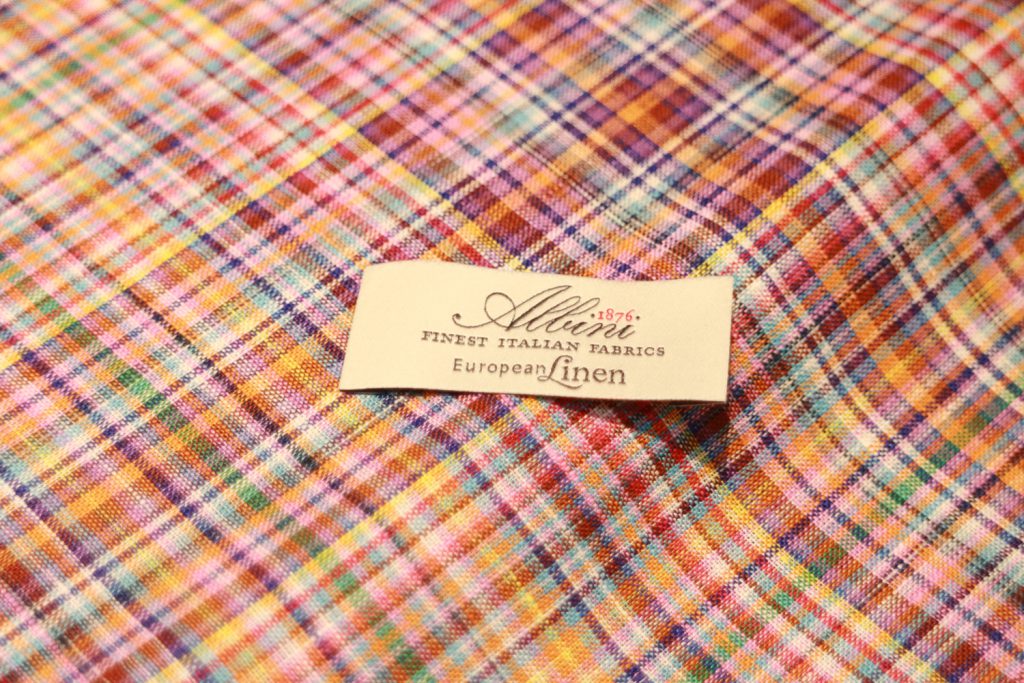 Albini 1876.
FINEST ITALIAN FABRICS
European Linen